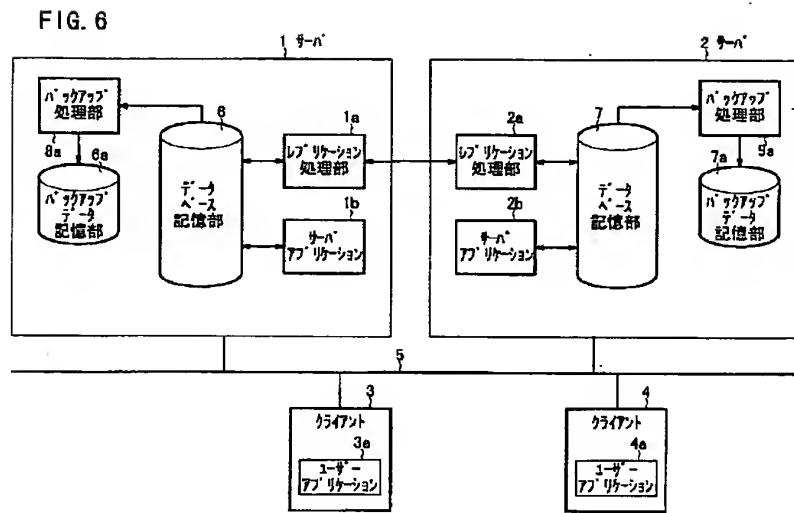 FIG. 6
1 サーバ
2 サーバ
バックアップ
処理部
8a
6a
バックアップ
データ
記憶部
6
データ
ベース
記憶部
1a
レプリケーション
処理部
1b
サーバ
アプリケーション
2a
レプリケーション
処理部
2b
サーバ
アプリケーション
7
データ
ベース
記憶部
バックアップ
処理部
9a
7a
バックアップ
データ
記憶部
5
3
クライアント
3a
ユーザー
アプリケーション
4
クライアント
4a
ユーザー
アプリケーション